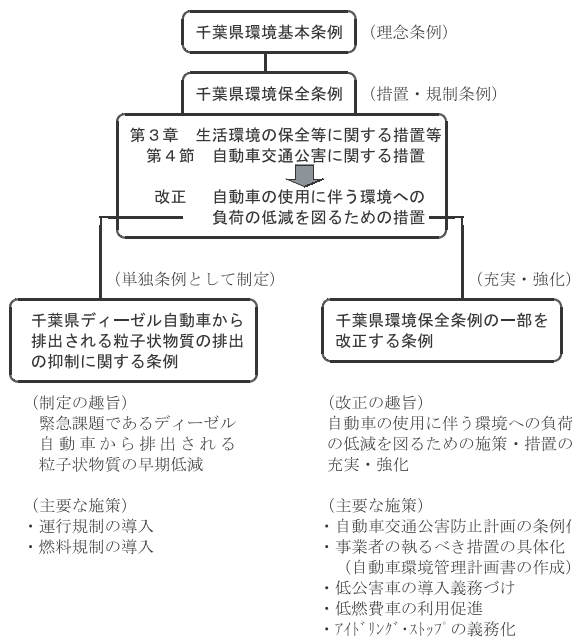 千葉県環境基本条例 （理念条例）
千葉県環境保全条例 （措置・規制条例）
第３章 生活環境の保全等に関する措置等
第４節 自動車交通公害に関する措置
改正 自動車の使用に伴う環境への
負荷の低減を図るための措置
（単独条例として制定）
千葉県ディーゼル自動車から
排出される粒子状物質の排出
の抑制に関する条例
（制定の趣旨）
緊急課題であるディーゼル
自動車から排出される
粒子状物質の早期低減
（主要な施策）
・運行規制の導入
・燃料規制の導入
（充実・強化）
千葉県環境保全条例の一部を
改正する条例
（改正の趣旨）
自動車の使用に伴う環境への負荷
の低減を図るための施策・措置の
充実・強化
（主要な施策）
・自動車交通公害防止計画の条例化
・事業者の執るべき措置の具体化
（自動車環境管理計画書の作成）
・低公害車の導入義務づけ
・低燃費車の利用促進
・ｱｲﾄﾞﾘﾝｸﾞ･ｽﾄｯﾌﾟの義務化